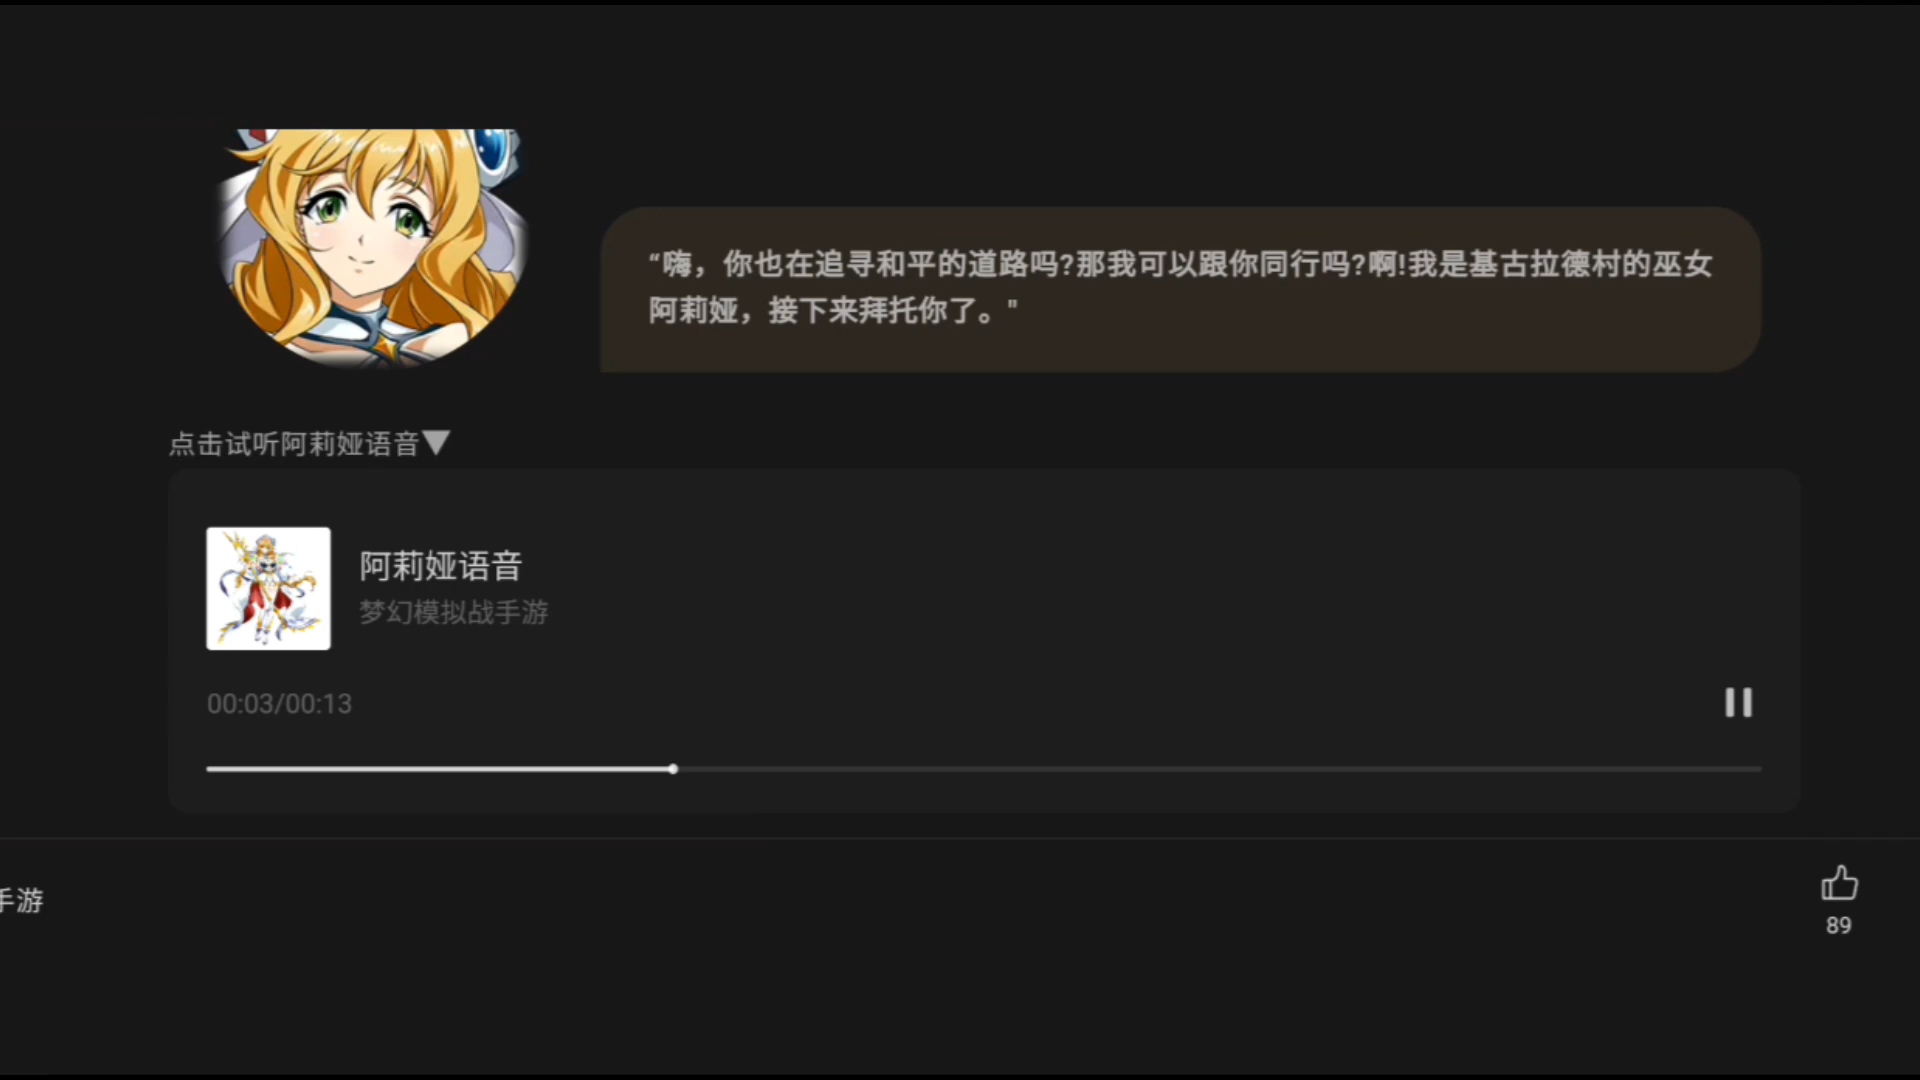 “嗨，你也在追寻和平的道路吗?那我可以跟你同行吗?啊!我是基古拉德村的巫女
阿莉娅，接下来拜托你了。"
点击试听阿莉娅语音▼
阿莉娅语音
梦幻模拟战手游
00:03/00:13
手游
89